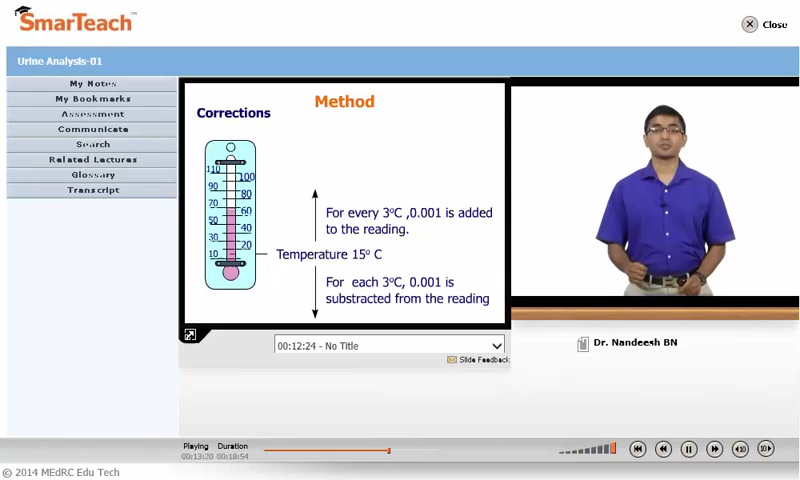 SmarTeach™
Close
Urine Analysis-01
My Notes
My Bookmarks
Assessment
Communicate
Search
Related Lectures
Glossary
Transcript
Method
Corrections
110
100
90
80
70
60
50
40
30
20
10
For every 3ºC ,0.001 is added
to the reading.
Temperature 15º C
For each 3ºC, 0.001 is
substracted from the reading
00:12:24 - No Title
Slide Feedback
Dr. Nandeesh BN
Playing
Duration
00:13:20
00:18:54
10
10
© 2014 MEdRC Edu Tech